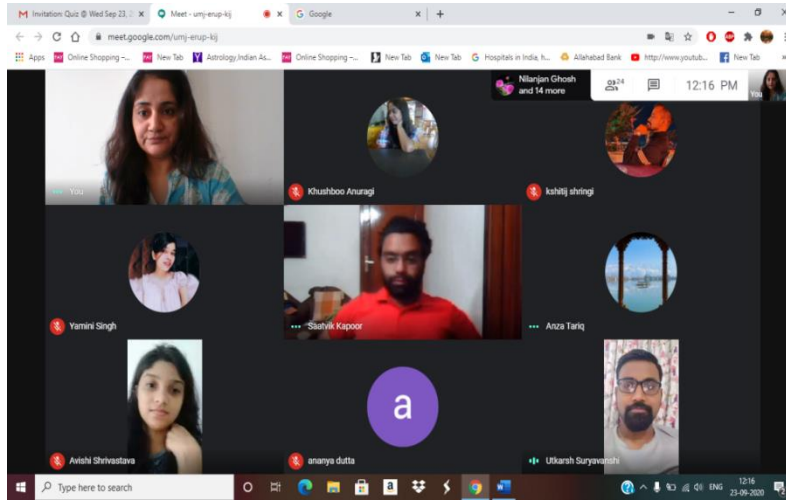 Invitation: Quiz @ Wed Sep 23, 2
Meet - umj-erup-kij
Google
meet.google.com/umj-erup-kij
Apps
Online Shopping –...
New Tab
Astrology,Indian As...
Online Shopping –...
New Tab
New Tab
Hospitals in India, h...
Allahabad Bank
http://www.youtub...
New Tab
Nilanjan Ghosh
and 14 more
24
12:16 PM
You
You
Khushboo Anuragi
kshitij shringi
Yamini Singh
Saatvik Kapoor
Anza Tariq
a
Avishi Shrivastava
ananya dutta
Utkarsh Suryavanshi
Type here to search
ENG
12:16
23-09-2020